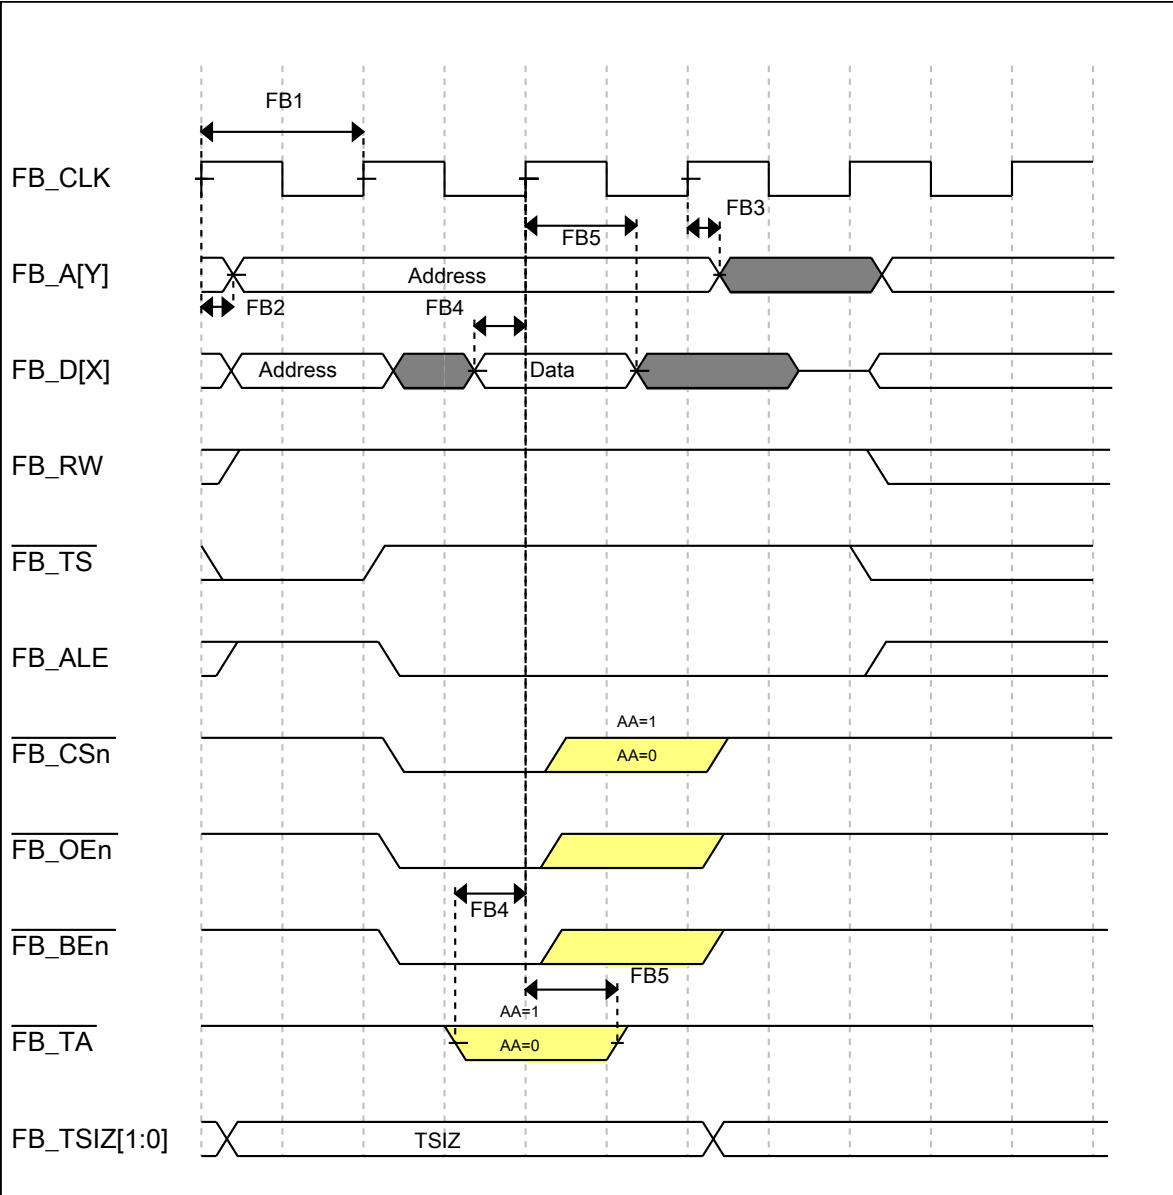 FB1
FB_CLK
FB3
FB5
FB_A[Y]
Address
FB2
FB4
FB_D[X]
Address
Data
FB_RW
FB_TS
FB_ALE
AA=1
FB_CSn
AA=0
FB_OEn
FB4
FB_BEn
FB5
AA=1
FB_TA
AA=0
FB_TSIZ[1:0]
TSIZ